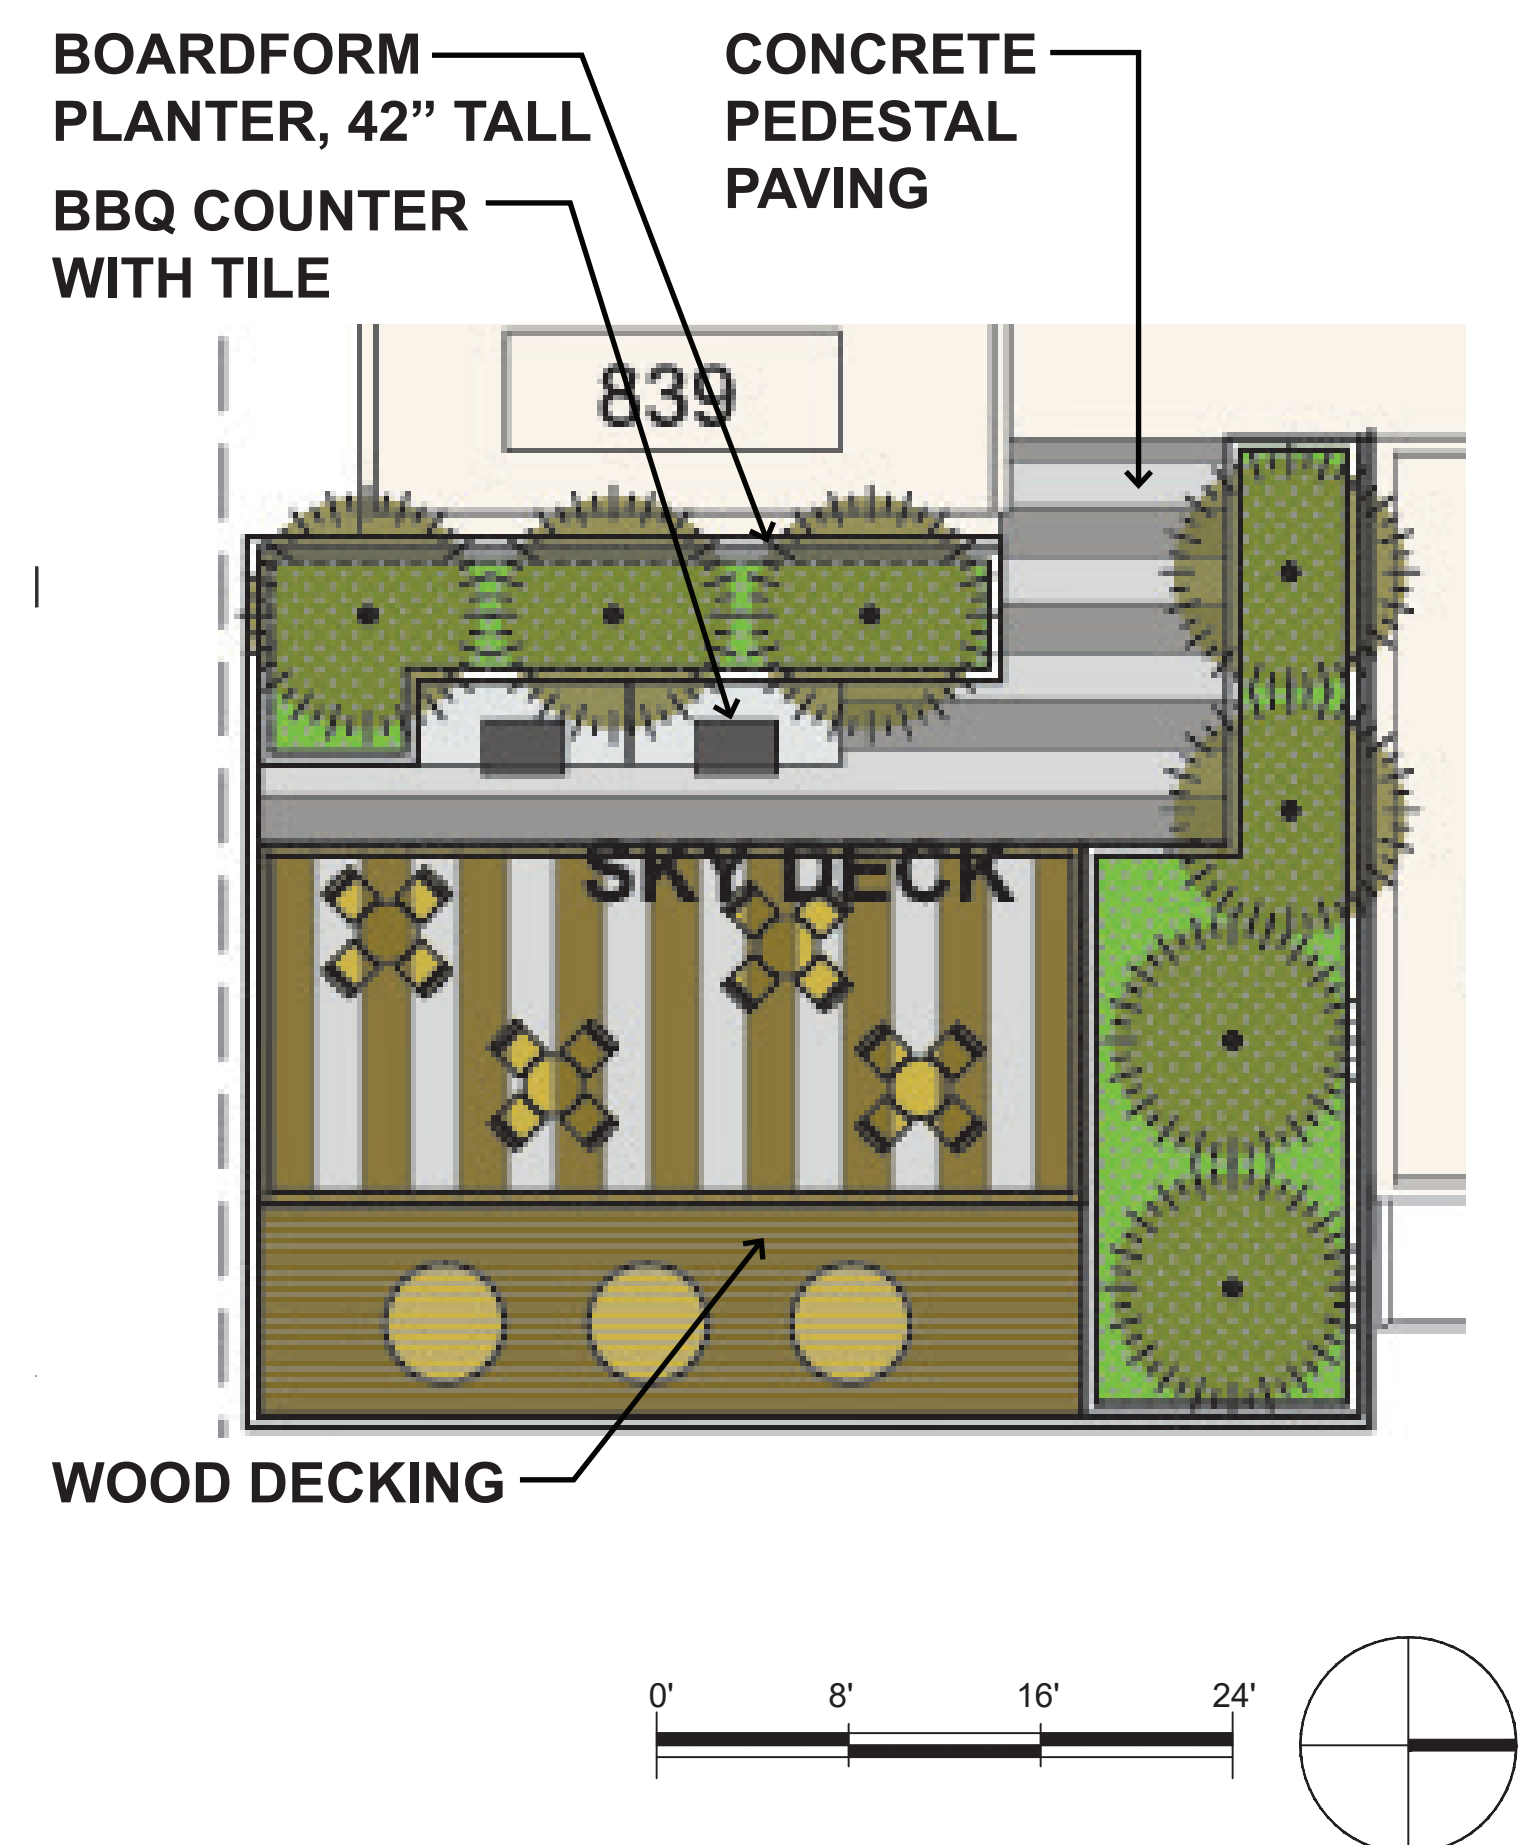 BOARDFORM
PLANTER, 42” TALL
BBQ COUNTER
WITH TILE
CONCRETE
PEDESTAL
PAVING
839
SKY DECK
WOOD DECKING
0' 8' 16' 24'